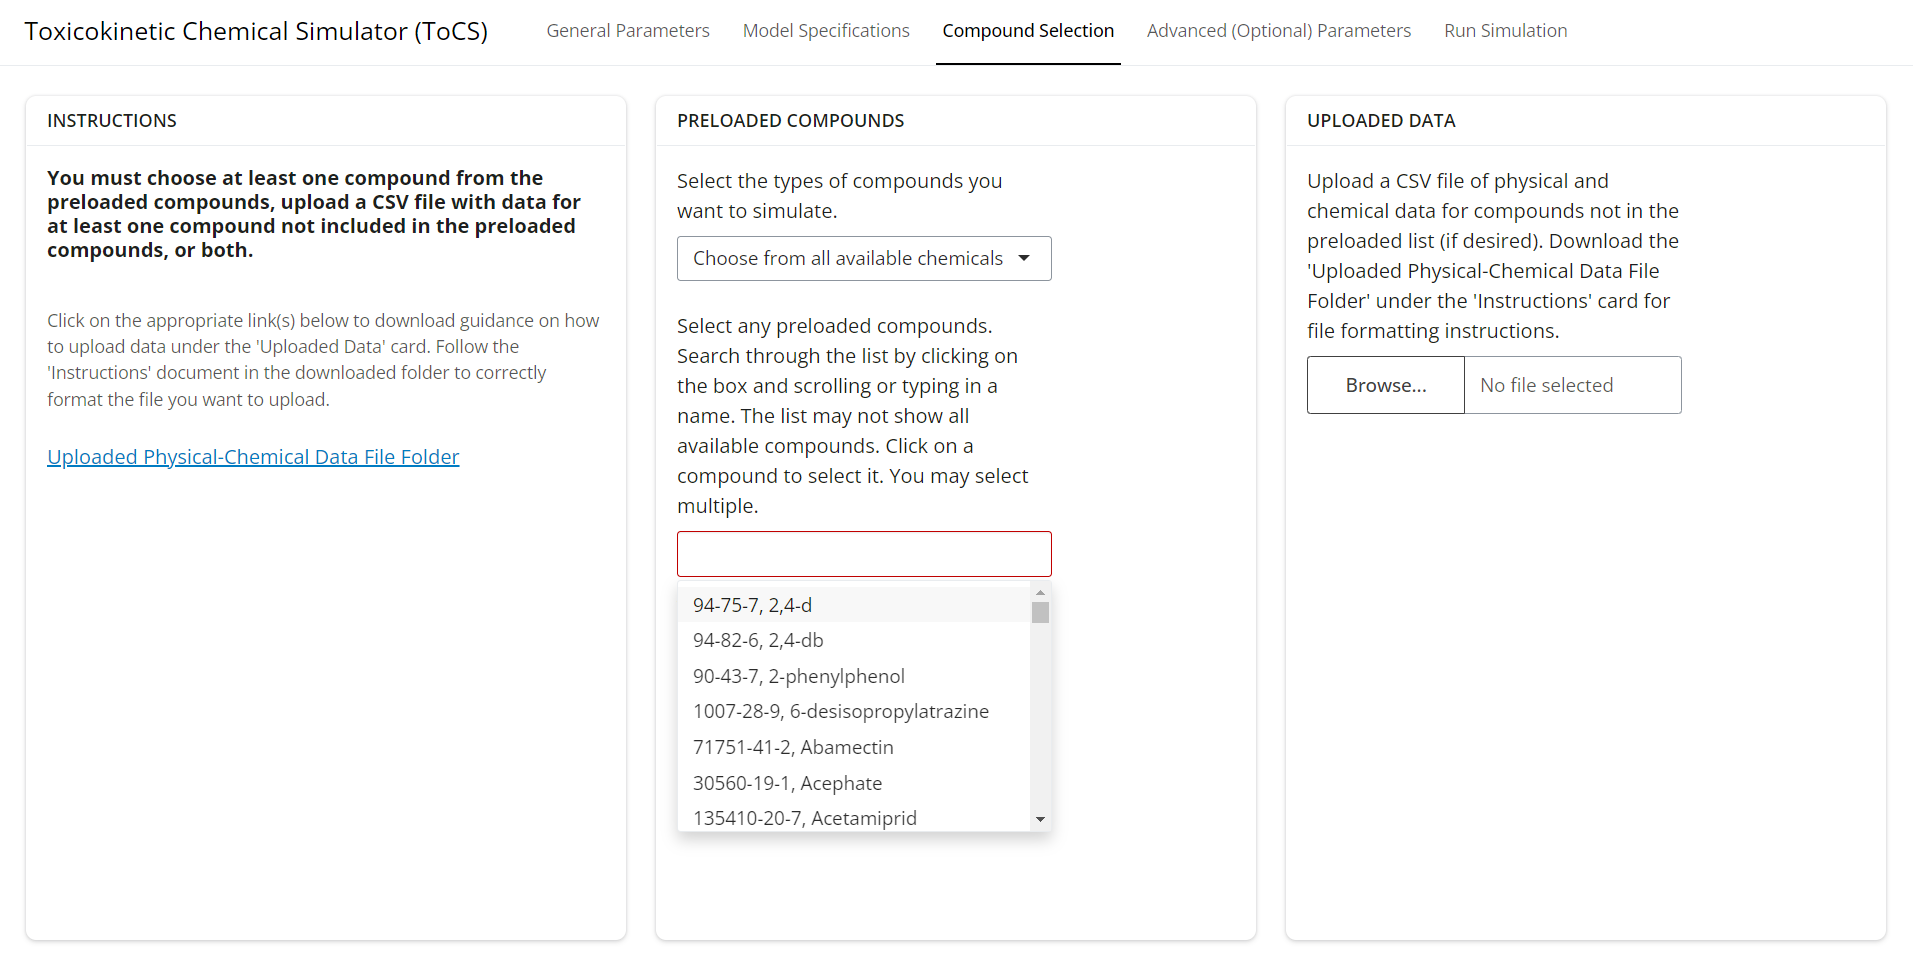 Toxicokinetic Chemical Simulator (ToCS)
General Parameters
Model Specifications
Compound Selection
Advanced (Optional) Parameters
Run Simulation
INSTRUCTIONS
You must choose at least one compound from the
preloaded compounds, upload a CSV file with data for
at least one compound not included in the preloaded
compounds, or both.
Click on the appropriate link(s) below to download guidance on how
to upload data under the 'Uploaded Data' card. Follow the
'Instructions' document in the downloaded folder to correctly
format the file you want to upload.
Uploaded Physical-Chemical Data File Folder
PRELOADED COMPOUNDS
Select the types of compounds you
want to simulate.
Choose from all available chemicals
Select any preloaded compounds.
Search through the list by clicking on
the box and scrolling or typing in a
name. The list may not show all
available compounds. Click on a
compound to select it. You may select
multiple.
94-75-7, 2,4-d
94-82-6, 2,4-db
90-43-7, 2-phenylphenol
1007-28-9, 6-desisopropylatrazine
71751-41-2, Abamectin
30560-19-1, Acephate
135410-20-7, Acetamiprid
UPLOADED DATA
Upload a CSV file of physical and
chemical data for compounds not in the
preloaded list (if desired). Download the
'Uploaded Physical-Chemical Data File
Folder' under the 'Instructions' card for
file formatting instructions.
Browse...
No file selected